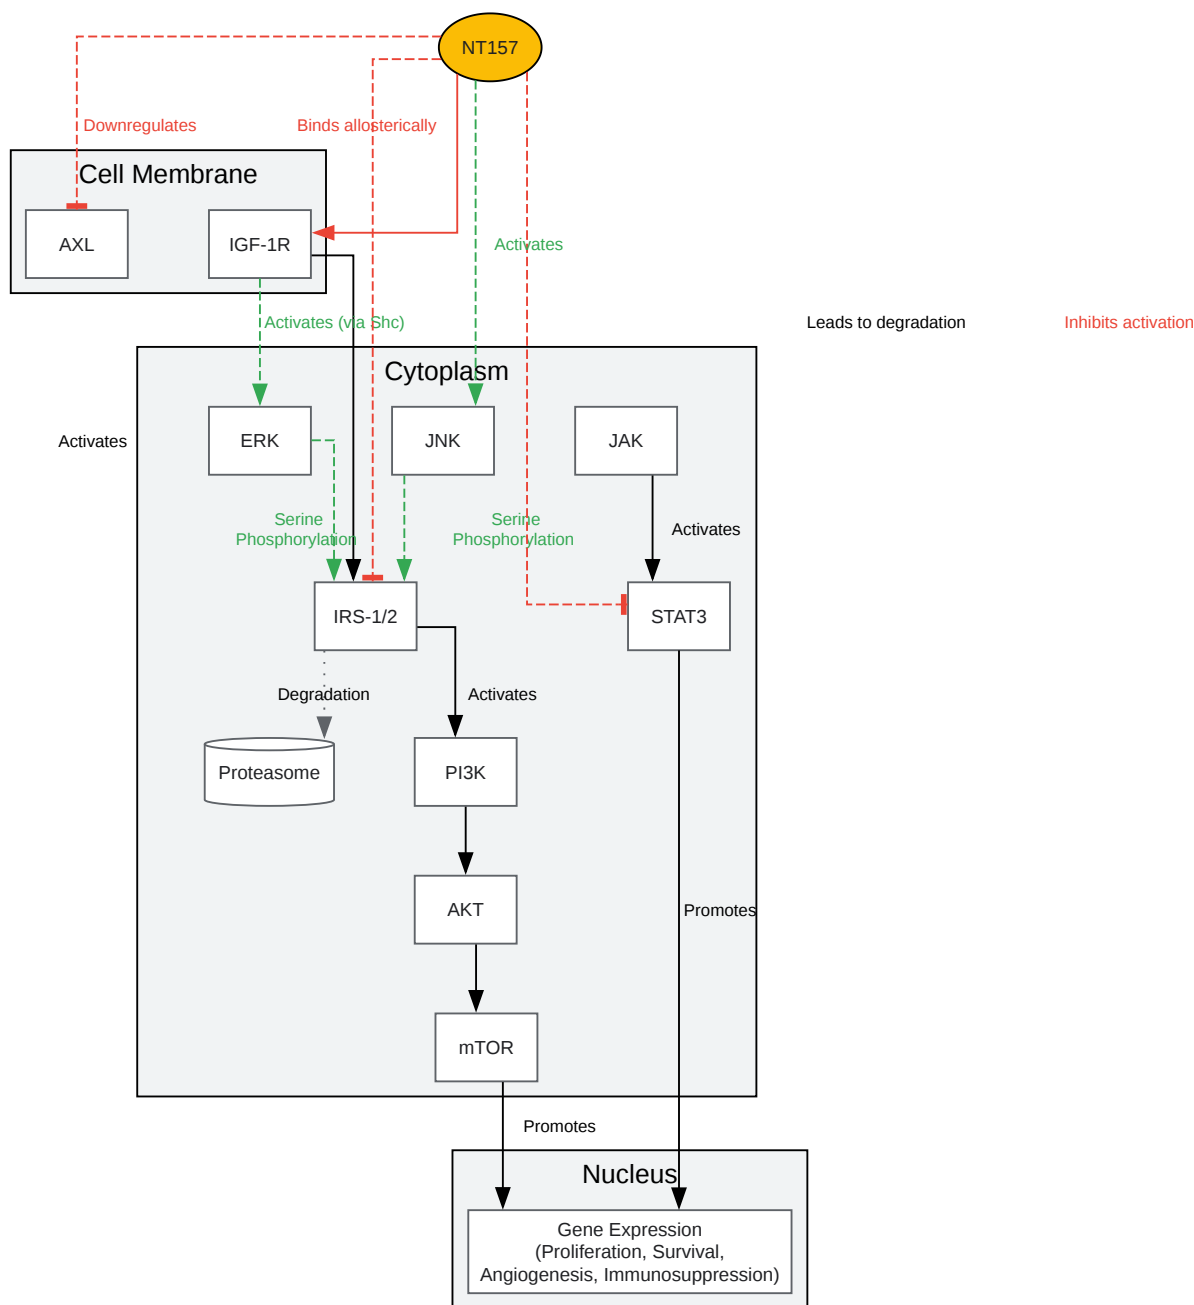 NT157
Downregulates
Binds allosterically
Cell Membrane
AXL
IGF-1R
Activates
Activates (via Shc)
Leads to degradation
Inhibits activation
Cytoplasm
Activates
ERK
JNK
JAK
Serine
Phosphorylation
Serine
Phosphorylation
Activates
IRS-1/2
STAT3
Degradation
Activates
Proteasome
PI3K
AKT
Promotes
mTOR
Promotes
Nucleus
Gene Expression
(Proliferation, Survival,
Angiogenesis, Immunosuppression)